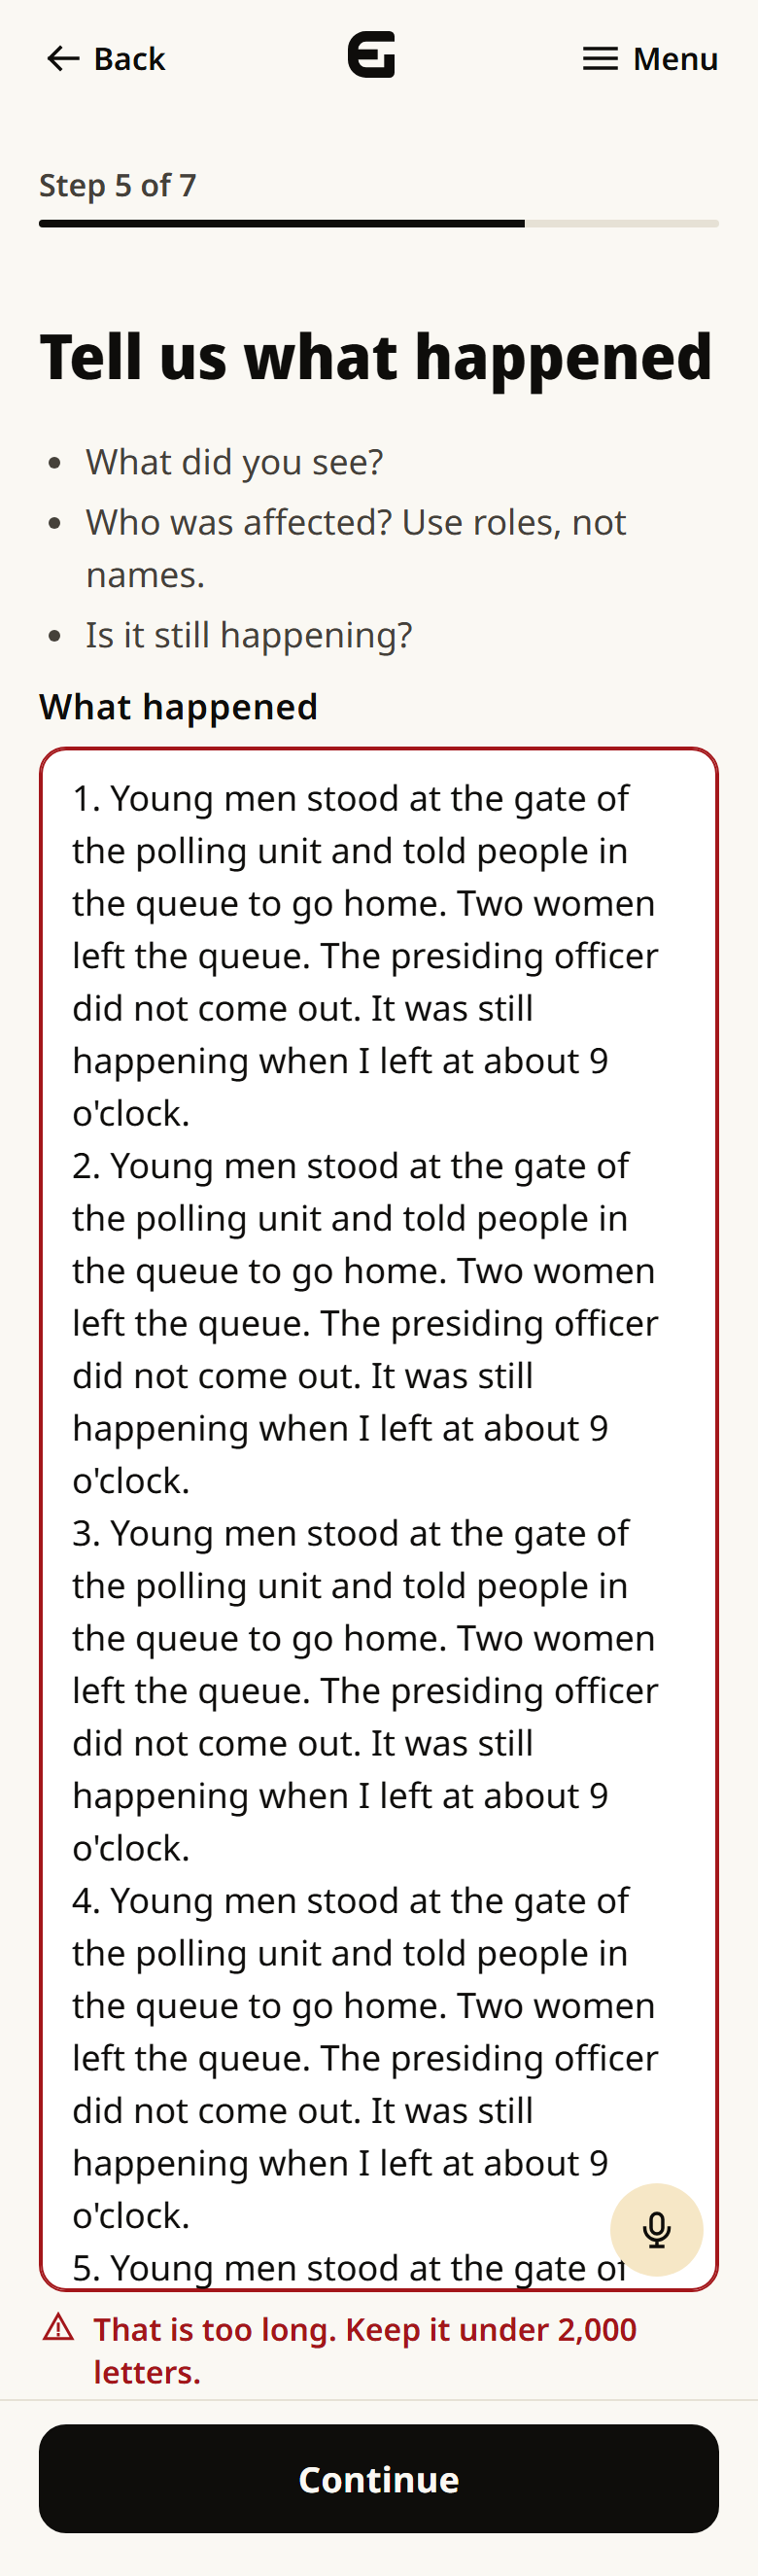 Back
Menu
Step 5 of 7
Tell us what happened
• What did you see?
• Who was affected? Use roles, not
names.
• Is it still happening?
What happened
1. Young men stood at the gate of
the polling unit and told people in
the queue to go home. Two women
left the queue. The presiding officer
did not come out. It was still
happening when I left at about 9
o'clock.
2. Young men stood at the gate of
the polling unit and told people in
the queue to go home. Two women
left the queue. The presiding officer
did not come out. It was still
happening when I left at about 9
o'clock.
3. Young men stood at the gate of
the polling unit and told people in
the queue to go home. Two women
left the queue. The presiding officer
did not come out. It was still
happening when I left at about 9
o'clock.
4. Young men stood at the gate of
the polling unit and told people in
the queue to go home. Two women
left the queue. The presiding officer
did not come out. It was still
happening when I left at about 9
o'clock.
5. Young men stood at the gate of
That is too long. Keep it under 2,000
letters.
Continue